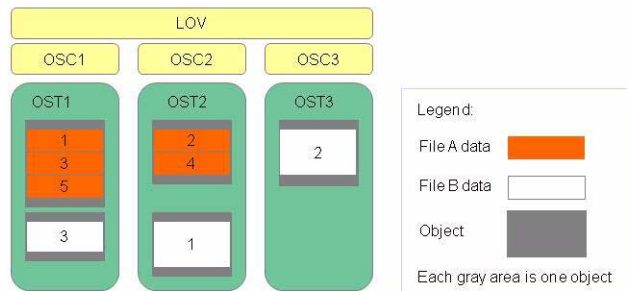 LOV
OSC1 OSC2 OSC3
OST1 OST2 OST3
1 2 2
3 4
5
3 1
Legend:
File A data
File B data
Object
Each gray area is one object